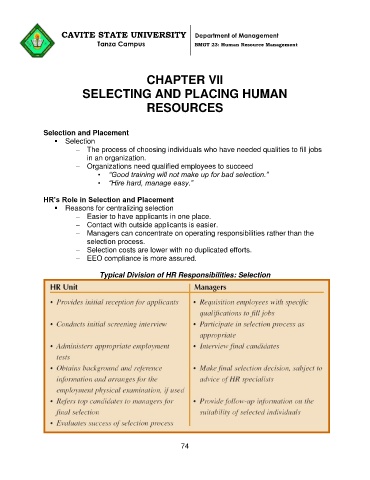 CAVITE STATE UNIVERSITY
Tanza Campus
Department of Management
BMGT 22: Human Resource Management
CHAPTER VII
SELECTING AND PLACING HUMAN
RESOURCES
Selection and Placement
▪ Selection
– The process of choosing individuals who have needed qualities to fill jobs
in an organization.
– Organizations need qualified employees to succeed
• "Good training will not make up for bad selection."
• "Hire hard, manage easy."
HR's Role in Selection and Placement
▪ Reasons for centralizing selection
– Easier to have applicants in one place.
– Contact with outside applicants is easier.
– Managers can concentrate on operating responsibilities rather than the
selection process.
– Selection costs are lower with no duplicated efforts.
– EEO compliance is more assured.
Typical Division of HR Responsibilities: Selection
HR Unit
• Provides initial reception for applicants
• Conducts initial screening interview
• Administers appropriate employment
tests
• Obtains background and reference
information and arranges for the
employment physical examination, if used
• Refers top candidates to managers for
final selection
• Evaluates success of selection process
Managers
• Requisition employees with specific
qualifications to fill jobs
• Participate in selection process as
appropriate
• Interview final candidates
• Make final selection decision, subject to
advice of HR specialists
• Provide follow-up information on the
suitability of selected individuals
74